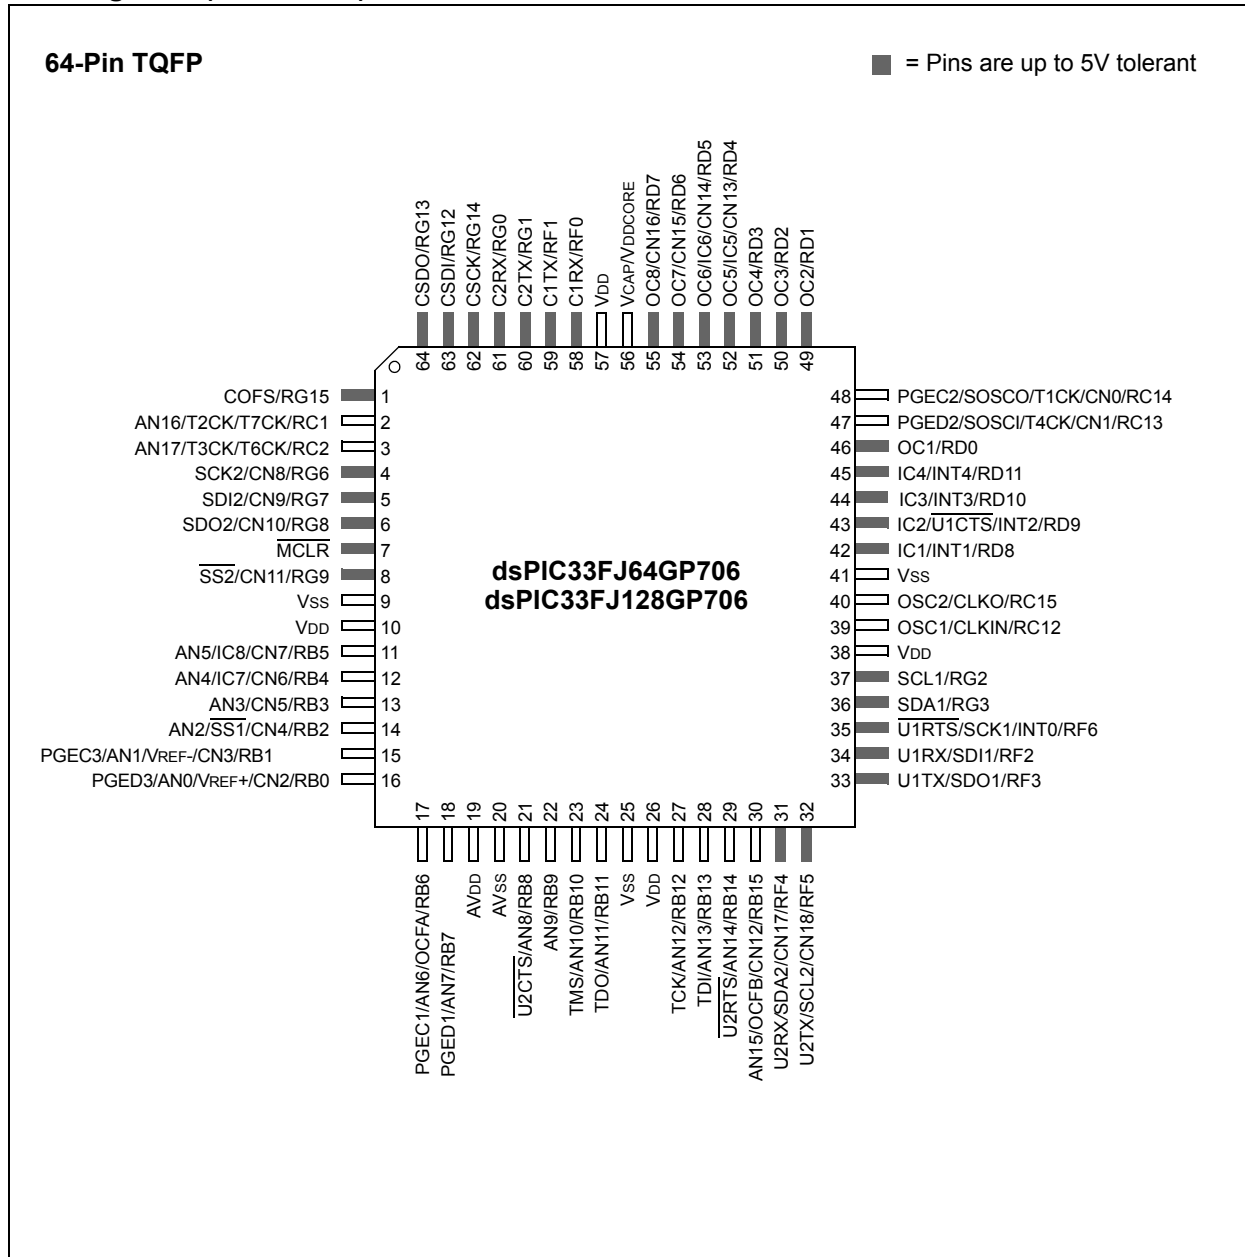 64-Pin TQFP
= Pins are up to 5V tolerant
CSDO/RG13
CSDI/RG12
CSCK/RG14
C2RX/RG0
C2TX/RG1
C1TX/RF1
C1RX/RF0
VDD
VCAP/VDDCORE
OC8/CN16/RD7
OC7/CN15/RD6
OC6/IC6/CN14/RD5
OC5/IC5/CN13/RD4
OC4/RD3
OC3/RD2
OC2/RD1
64
63
62
61
60
59
58
57
56
55
54
53
52
51
50
49
COFS/RG15 1
AN16/T2CK/T7CK/RC1 2
AN17/T3CK/T6CK/RC2 3
SCK2/CN8/RG6 4
SDI2/CN9/RG7 5
SDO2/CN10/RG8 6
MCLR 7
SS2/CN11/RG9 8
VSS 9
VDD 10
AN5/IC8/CN7/RB5 11
AN4/IC7/CN6/RB4 12
AN3/CN5/RB3 13
AN2/SS1/CN4/RB2 14
PGEC3/AN1/VREF-/CN3/RB1 15
PGED3/AN0/VREF+/CN2/RB0 16
dsPIC33FJ64GP706
dsPIC33FJ128GP706
48 PGEC2/SOSCO/T1CK/CN0/RC14
47 PGED2/SOSCI/T4CK/CN1/RC13
46 OC1/RD0
45 IC4/INT4/RD11
44 IC3/INT3/RD10
43 IC2/U1CTS/INT2/RD9
42 IC1/INT1/RD8
41 VSS
40 OSC2/CLKO/RC15
39 OSC1/CLKIN/RC12
38 VDD
37 SCL1/RG2
36 SDA1/RG3
35 U1RTS/SCK1/INT0/RF6
34 U1RX/SDI1/RF2
33 U1TX/SDO1/RF3
17
18
19
20
21
22
23
24
25
26
27
28
29
30
31
32
PGEC1/AN6/OCFA/RB6
PGED1/AN7/RB7
AVDD
AVSS
U2CTS/AN8/RB8
AN9/RB9
TMS/AN10/RB10
TDO/AN11/RB11
VSS
VDD
TCK/AN12/RB12
TDI/AN13/RB13
U2RTS/AN14/RB14
AN15/OCFB/CN12/RB15
U2RX/SDA2/CN17/RF4
U2TX/SCL2/CN18/RF5